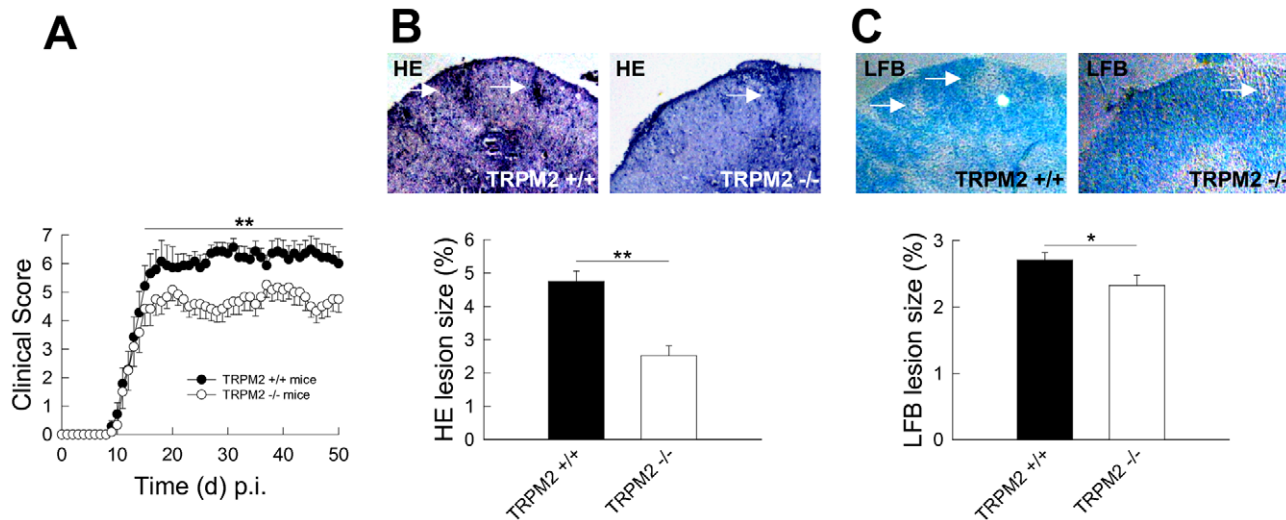 A
B
C
HE
TRPM2 +/+
HE
TRPM2 -/-
LFB
TRPM2 +/+
LFB
TRPM2 -/-
Clinical Score
7
6
5
4
3
2
1
0
**
TRPM2 +/+ mice
TRPM2 -/- mice
0 10 20 30 40 50
Time (d) p.i.
HE lesion size (%)
6
5
4
3
2
1
0
**
TRPM2 +/+
TRPM2 -/-
LFB lesion size (%)
3
2
1
0
*
TRPM2 +/+
TRPM2 -/-